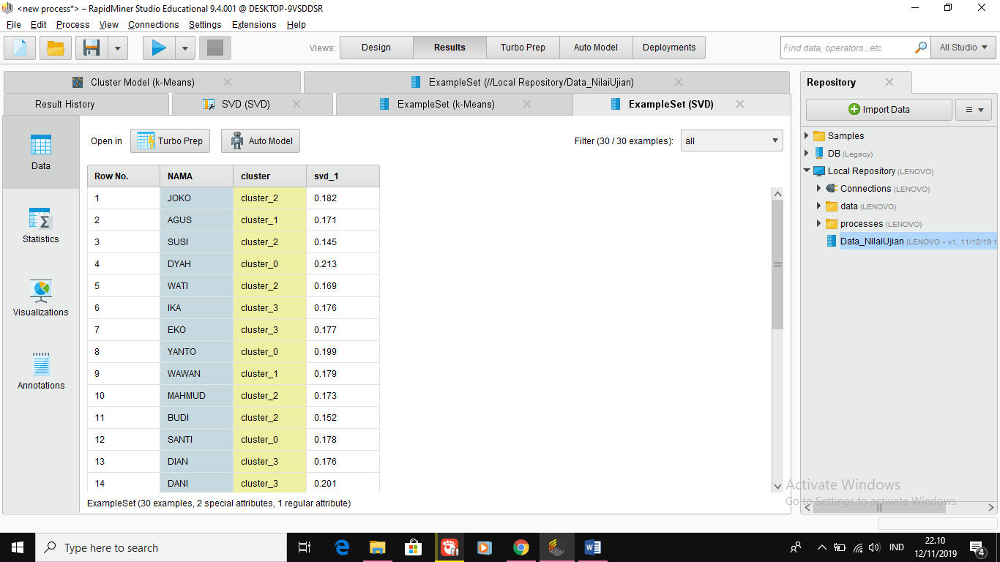 <new process*> – RapidMiner Studio Educational 9.4.001 @ DESKTOP-9VSDDSR
File Edit Process View Connections Settings Extensions Help
Views: Design Results Turbo Prep Auto Model Deployments Find data, operators...etc All Studio
Cluster Model (k-Means) ExampleSet (//Local Repository/Data_NilaiUjian)
Result History SVD (SVD) ExampleSet (k-Means) ExampleSet (SVD)
Data
Statistics
Visualizations
Annotations
Open in Turbo Prep Auto Model Filter (30 / 30 examples): all
Row No. NAMA cluster svd_1
1 JOKO cluster_2 0.182
2 AGUS cluster_1 0.171
3 SUSI cluster_2 0.145
4 DYAH cluster_0 0.213
5 WATI cluster_2 0.169
6 IKA cluster_3 0.176
7 EKO cluster_3 0.177
8 YANTO cluster_0 0.199
9 WAWAN cluster_1 0.179
10 MAHMUD cluster_2 0.173
11 BUDI cluster_2 0.152
12 SANTI cluster_0 0.178
13 DIAN cluster_3 0.176
14 DANI cluster_3 0.201
ExampleSet (30 examples, 2 special attributes, 1 regular attribute)
Repository
Import Data
Samples
DB (Legacy)
Local Repository (LENOVO)
Connections (LENOVO)
data (LENOVO)
processes (LENOVO)
Data_NilaiUjian (LENOVO - v1, 11/12/19 1
Activate Windows
Go to Settings to activate Windows.
Type here to search
IND
22.10
12/11/2019
4